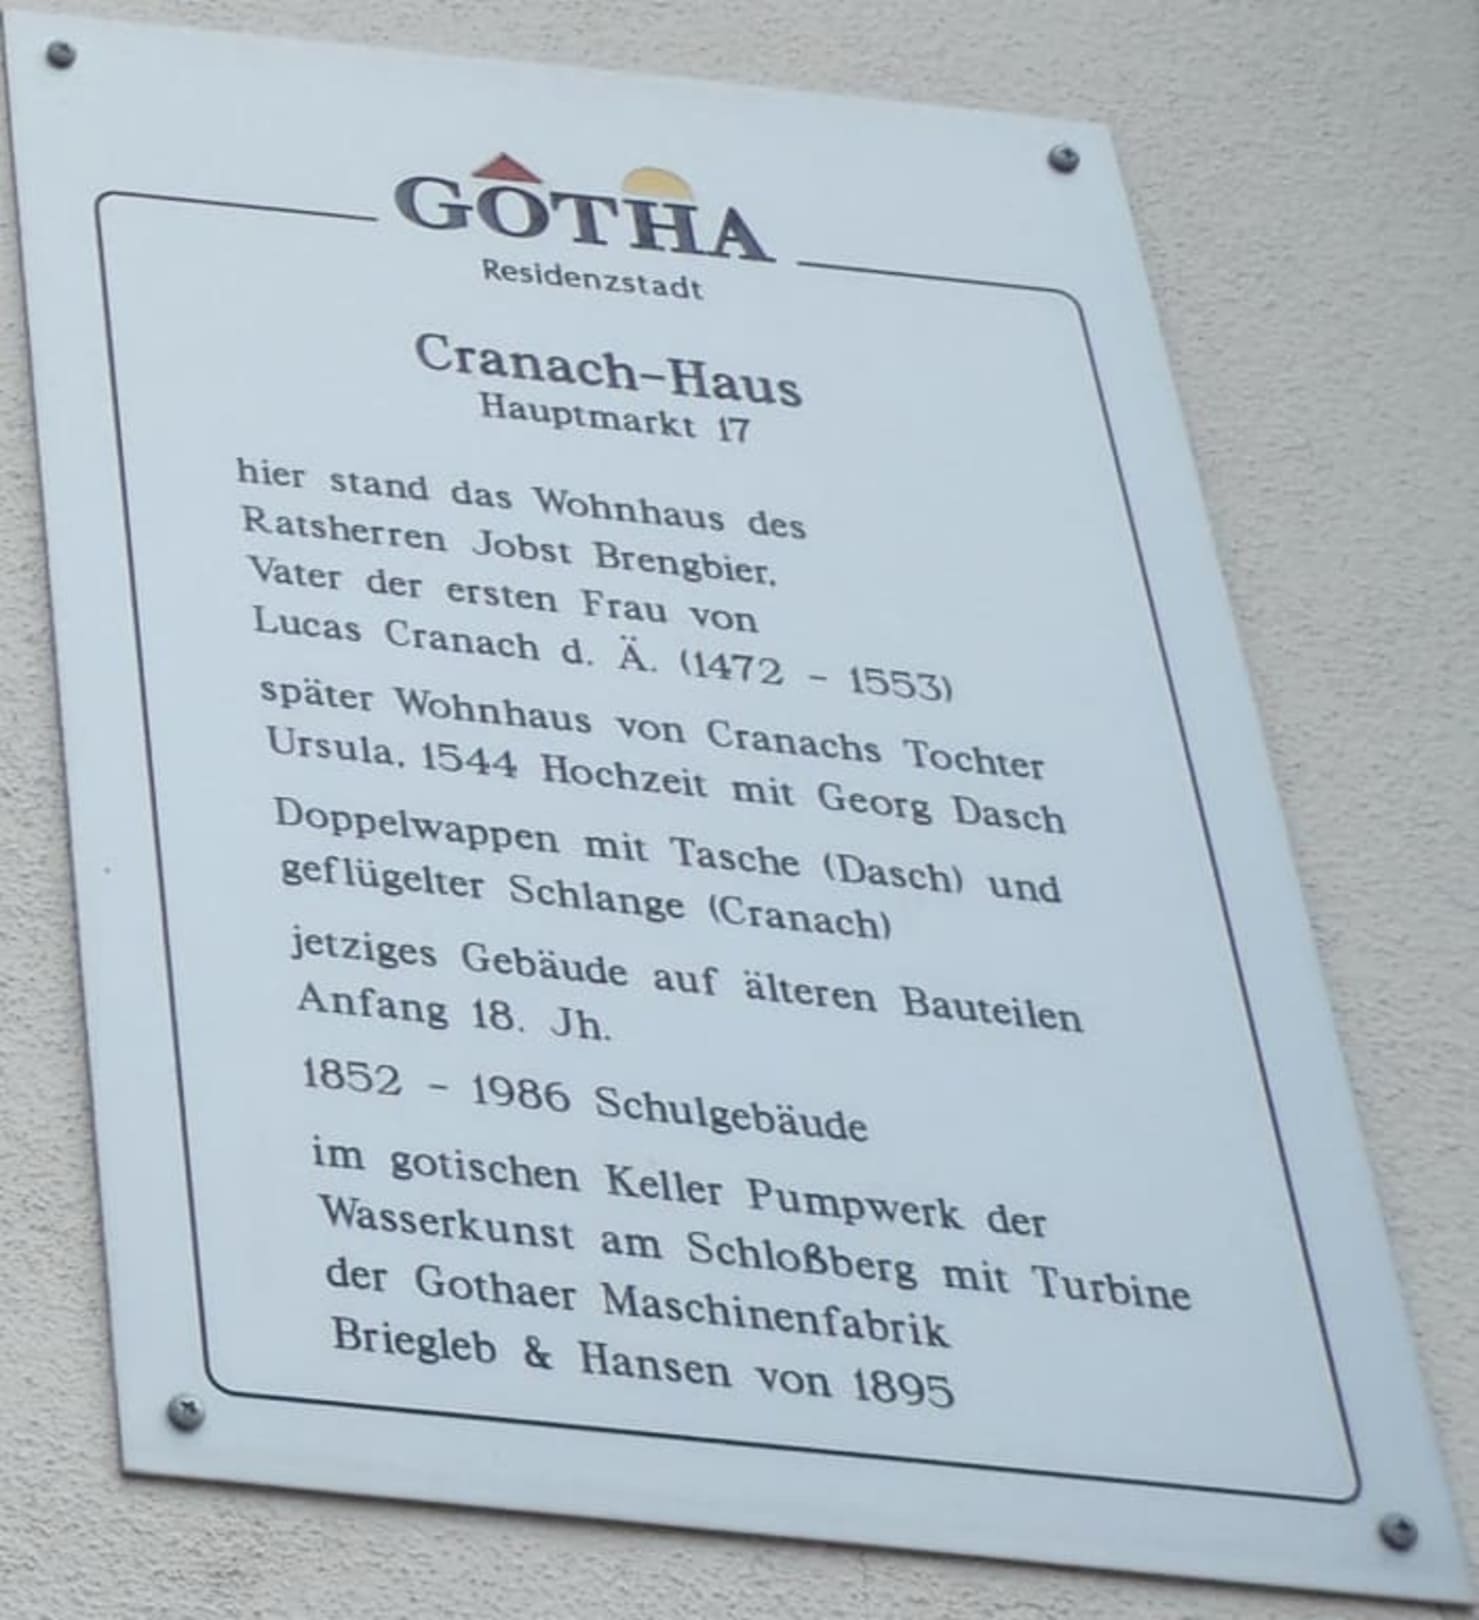 GOTHA
Residenzstadt
Cranach-Haus
Hauptmarkt 17
hier stand das Wohnhaus des
Ratsherren Jobst Brengbier,
Vater der ersten Frau von
Lucas Cranach d. Ä. (1472 - 1553)
später Wohnhaus von Cranachs Tochter
Ursula, 1544 Hochzeit mit Georg Dasch
Doppelwappen mit Tasche (Dasch) und
geflügelter Schlange (Cranach)
jetziges Gebäude auf älteren Bauteilen
Anfang 18. Jh.
1852 - 1986 Schulgebäude
im gotischen Keller Pumpwerk der
Wasserkunst am Schloßberg mit Turbine
der Gothaer Maschinenfabrik
Briegleb & Hansen von 1895